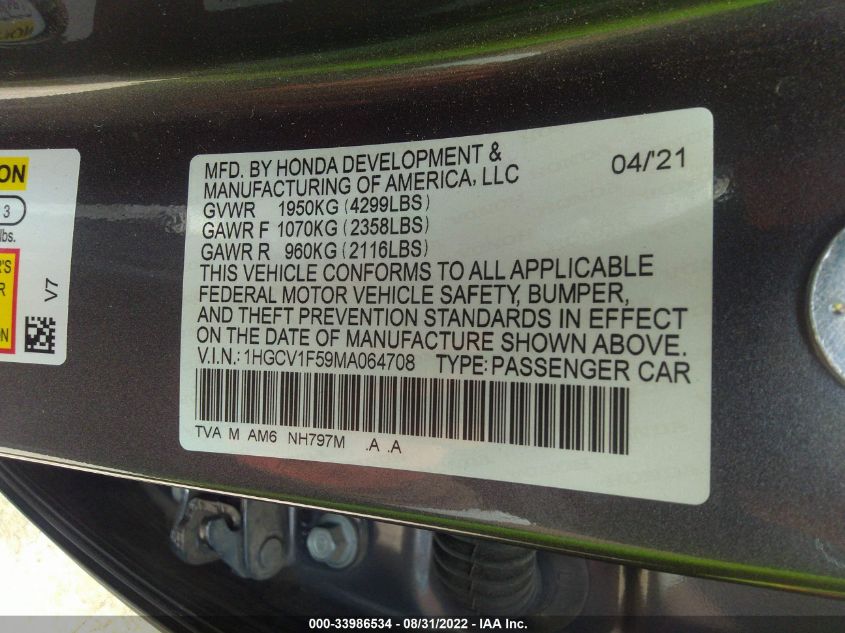 MFD. BY HONDA DEVELOPMENT & 04/'21
MANUFACTURING OF AMERICA, LLC
GVWR 1950KG (4299LBS)
GAWR F 1070KG (2358LBS)
GAWR R 960KG (2116LBS)
THIS VEHICLE CONFORMS TO ALL APPLICABLE
FEDERAL MOTOR VEHICLE SAFETY, BUMPER,
AND THEFT PREVENTION STANDARDS IN EFFECT
ON THE DATE OF MANUFACTURE SHOWN ABOVE.
V.I.N.: 1HGCV1F59MA064708 TYPE: PASSENGER CAR
TVA M AM6 NH797M .A .A
ON
3
lbs.
R'S
R
ON
V7
000-33986534 - 08/31/2022 - IAA Inc.